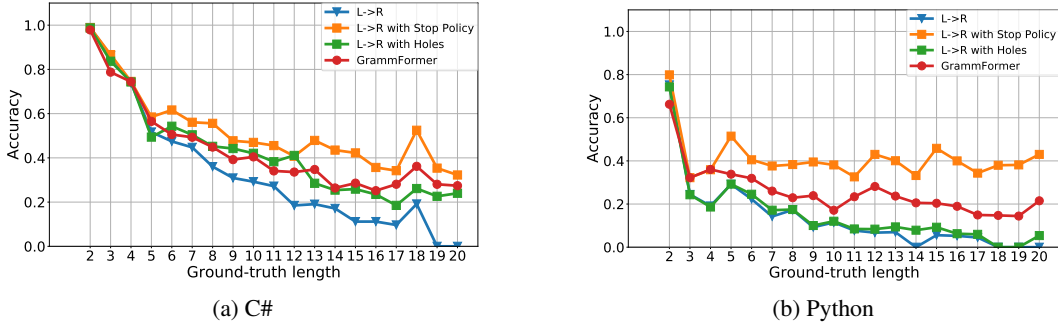 L->R
L->R with Stop Policy
L->R with Holes
GrammFormer
1.0
0.8
0.6
0.4
0.2
0.0
Accuracy
2 3 4 5 6 7 8 9 10 11 12 13 14 15 16 17 18 19 20
Ground-truth length
(a) C#
L->R
L->R with Stop Policy
L->R with Holes
GrammFormer
1.0
0.8
0.6
0.4
0.2
0.0
Accuracy
2 3 4 5 6 7 8 9 10 11 12 13 14 15 16 17 18 19 20
Ground-truth length
(b) Python